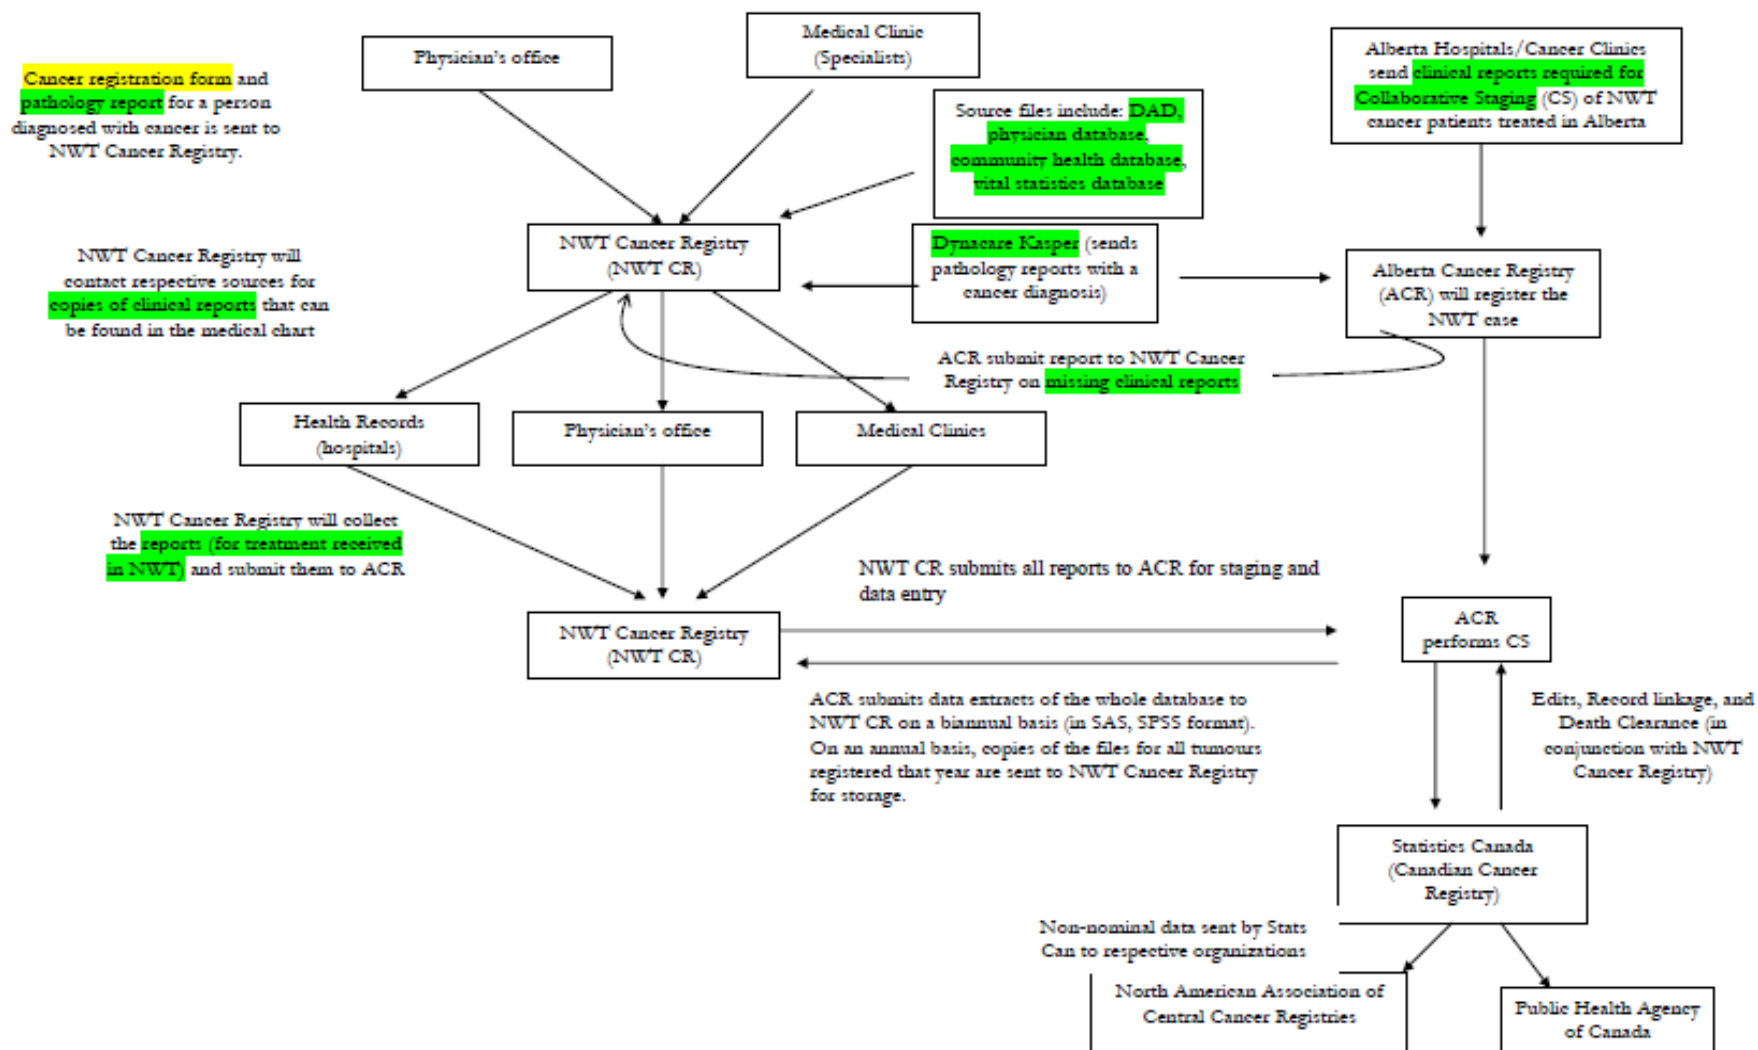 Physician's office
Medical Clinic
(Specialists)
Cancer registration form and
pathology report for a person
diagnosed with cancer is sent to
NWT Cancer Registry.
Source files include: DAD,
physician database,
community health database,
vital statistics database
Alberta Hospitals/Cancer Clinics
send clinical reports required for
Collaborative Staging (CS) of NWT
cancer patients treated in Alberta
NWT Cancer Registry
(NWT CR)
Dynacare Kasper (sends
pathology reports with a
cancer diagnosis)
Alberta Cancer Registry
(ACR) will register the
NWT case
NWT Cancer Registry will
contact respective sources for
copies of clinical reports that can
be found in the medical chart
ACR submit report to NWT Cancer
Registry on missing clinical reports
Health Records
(hospitals)
Physician's office
Medical Clinics
NWT Cancer Registry will collect
the reports (for treatment received
in NWT) and submit them to ACR
NWT CR submits all reports to ACR for staging and
data entry
NWT Cancer Registry
(NWT CR)
ACR
performs CS
ACR submits data extracts of the whole database to
NWT CR on a biannual basis (in SAS, SPSS format).
On an annual basis, copies of the files for all tumours
registered that year are sent to NWT Cancer Registry
for storage.
Edits, Record linkage, and
Death Clearance (in
conjunction with NWT
Cancer Registry)
Statistics Canada
(Canadian Cancer
Registry)
Non-nominal data sent by Stats
Can to respective organizations
North American Association of
Central Cancer Registries
Public Health Agency
of Canada